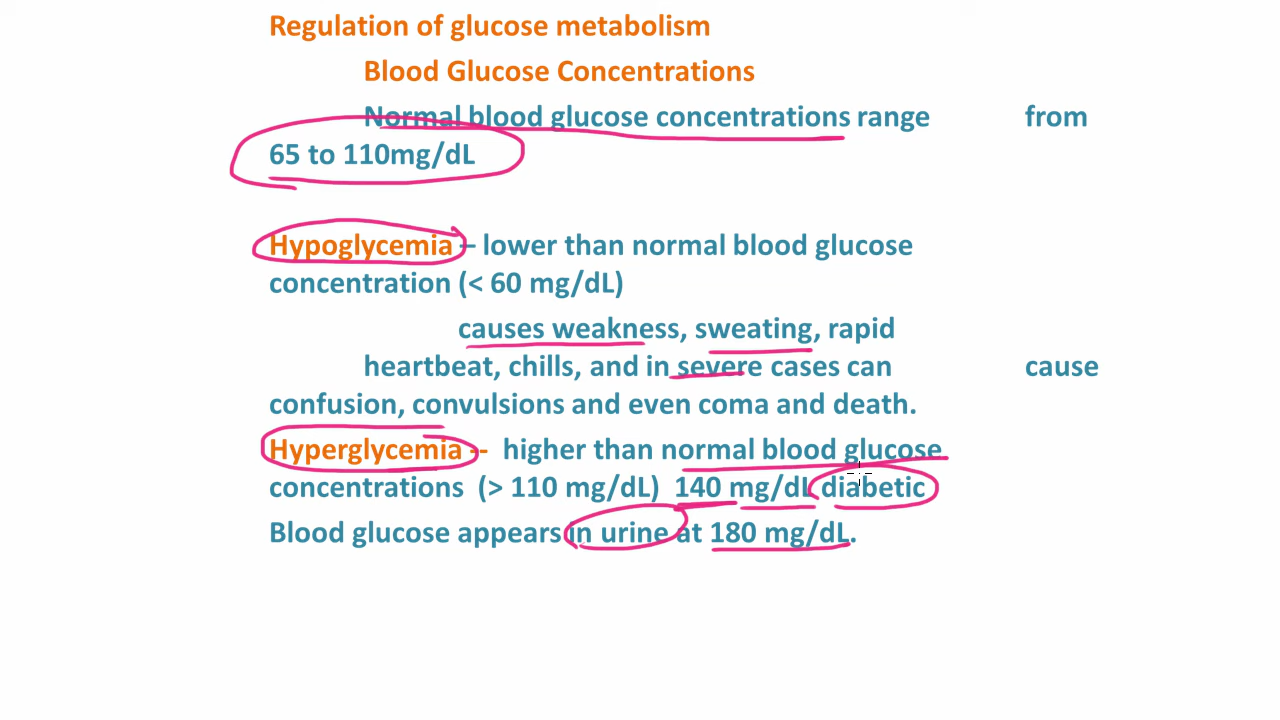 Regulation of glucose metabolism
Blood Glucose Concentrations
Normal blood glucose concentrations range from
65 to 110mg/dL
Hypoglycemia – lower than normal blood glucose
concentration (< 60 mg/dL)
causes weakness, sweating, rapid
heartbeat, chills, and in severe cases can cause
confusion, convulsions and even coma and death.
Hyperglycemia -- higher than normal blood glucose
concentrations (> 110 mg/dL) 140 mg/dL diabetic
Blood glucose appears in urine at 180 mg/dL.